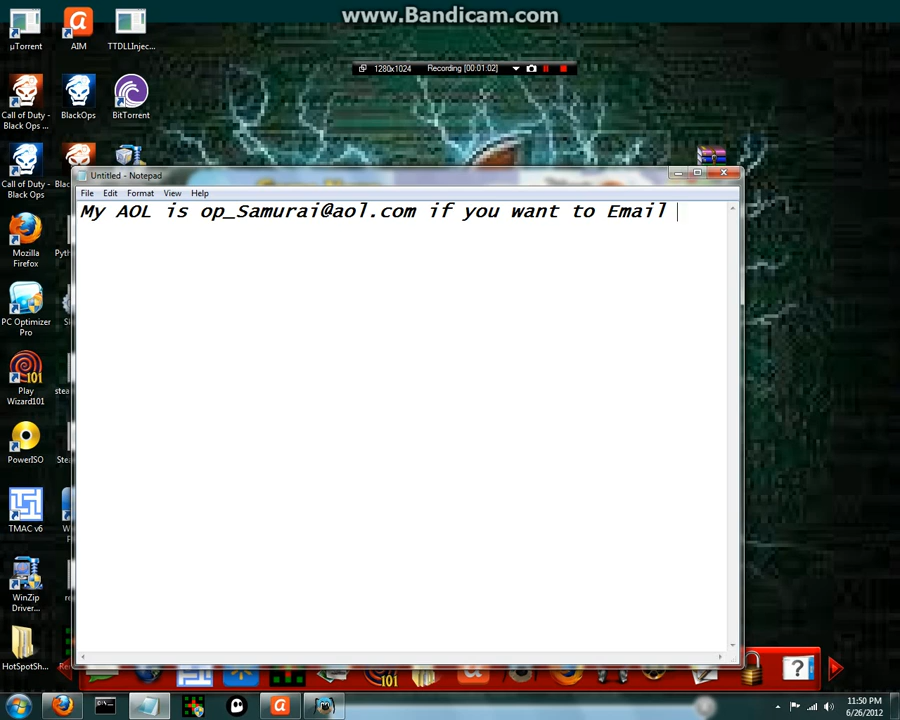 www.Bandicam.com
µTorrent
AIM
TTDLLInjec...
1280x1024
Recording [00:01:02]
Call of Duty -
Black Ops ...
BlackOps
BitTorrent
Untitled - Notepad
Call of Duty -
Black Ops
File Edit Format View Help
My AOL is op_Samurai@aol.com if you want to Email
Mozilla
Firefox
PC Optimizer
Pro
Play
Wizard101
PowerISO
TMAC v6
WinZip
Driver...
HotSpotSh...
101
101
11:50 PM
6/26/2012